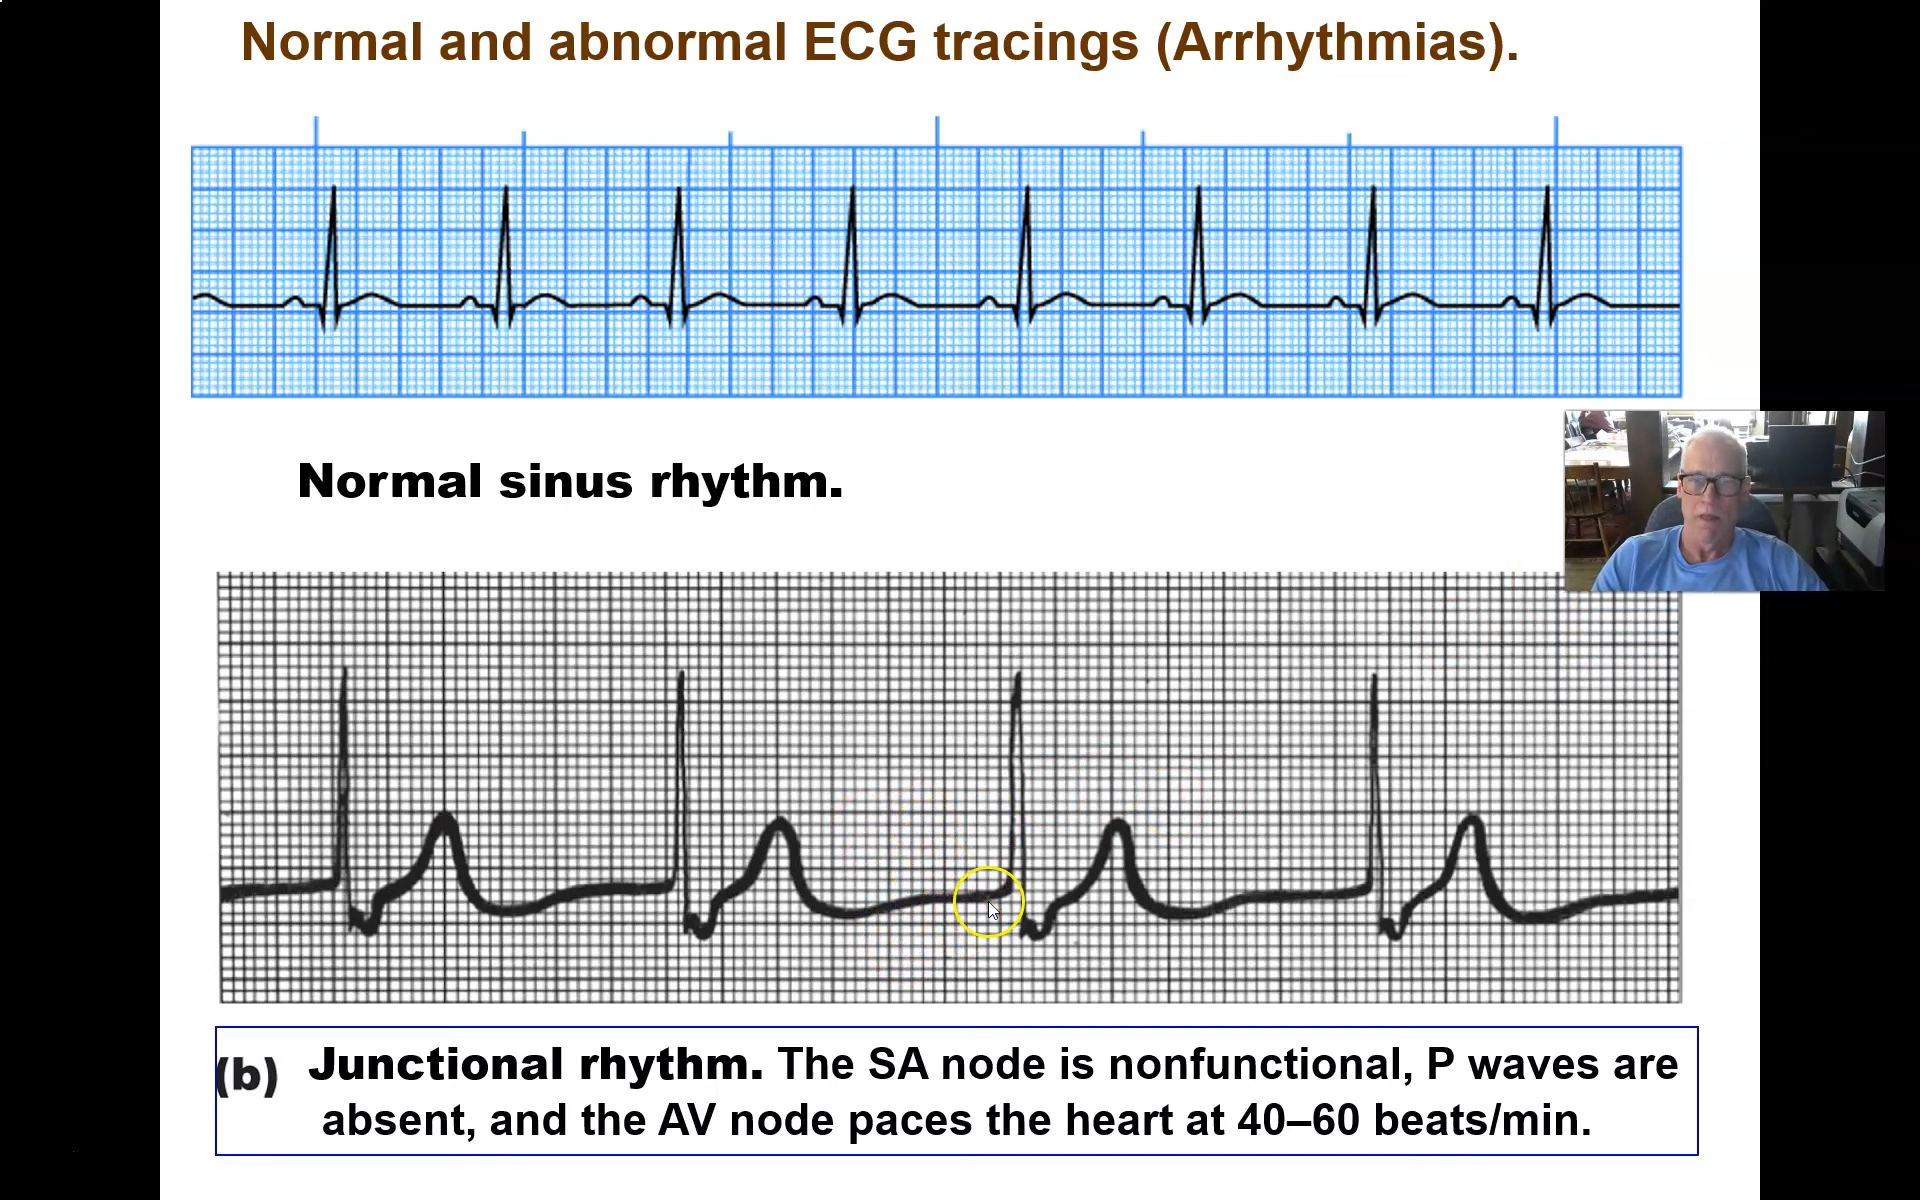 Normal and abnormal ECG tracings (Arrhythmias).
Normal sinus rhythm.
(b) Junctional rhythm. The SA node is nonfunctional, P waves are
absent, and the AV node paces the heart at 40–60 beats/min.